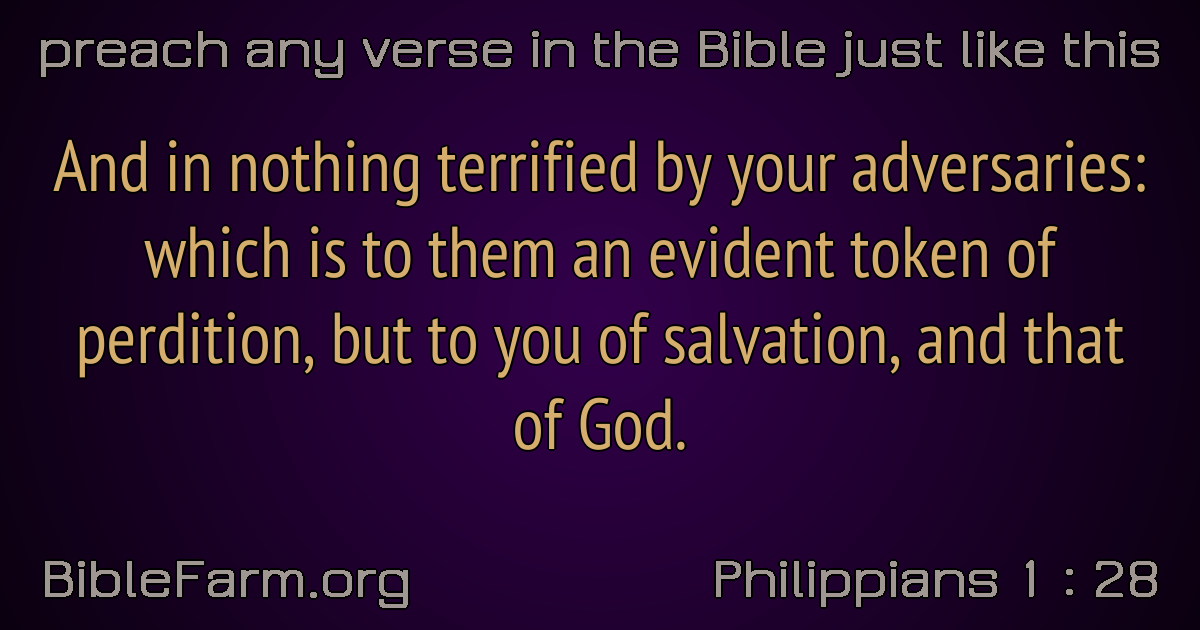 preach any verse in the Bible just like this
And in nothing terrified by your adversaries:
which is to them an evident token of
perdition, but to you of salvation, and that
of God.
BibleFarm.org
Philippians 1 : 28